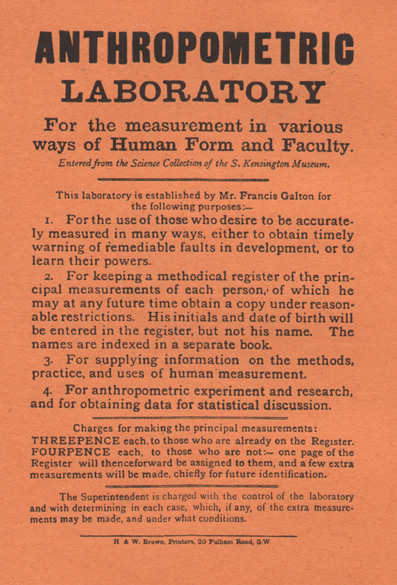 ANTHROPOMETRIC
LABORATORY
For the measurement in various
ways of Human Form and Faculty.
Entered from the Science Collection of the S. Kensington Museum.
This laboratory is established by Mr. Francis Galton for
the following purposes:—
1. For the use of those who desire to be accurate-
ly measured in many ways, either to obtain timely
warning of remediable faults in development, or to
learn their powers.
2. For keeping a methodical register of the prin-
cipal measurements of each person, of which he
may at any future time obtain a copy under reason-
able restrictions. His initials and date of birth will
be entered in the register, but not his name. The
names are indexed in a separate book.
3. For supplying information on the methods,
practice, and uses of human measurement.
4. For anthropometric experiment and research,
and for obtaining data for statistical discussion.
Charges for making the principal measurements:
THREEPENCE each, to those who are already on the Register.
FOURPENCE each, to those who are not:— one page of the
Register will thenceforward be assigned to them, and a few extra
measurements will be made, chiefly for future identification.
The Superintendent is charged with the control of the laboratory
and with determining in each case, which, if any, of the extra measure-
ments may be made, and under what conditions.
H & W. Brown, Printers, 20 Fulham Road, S.W.